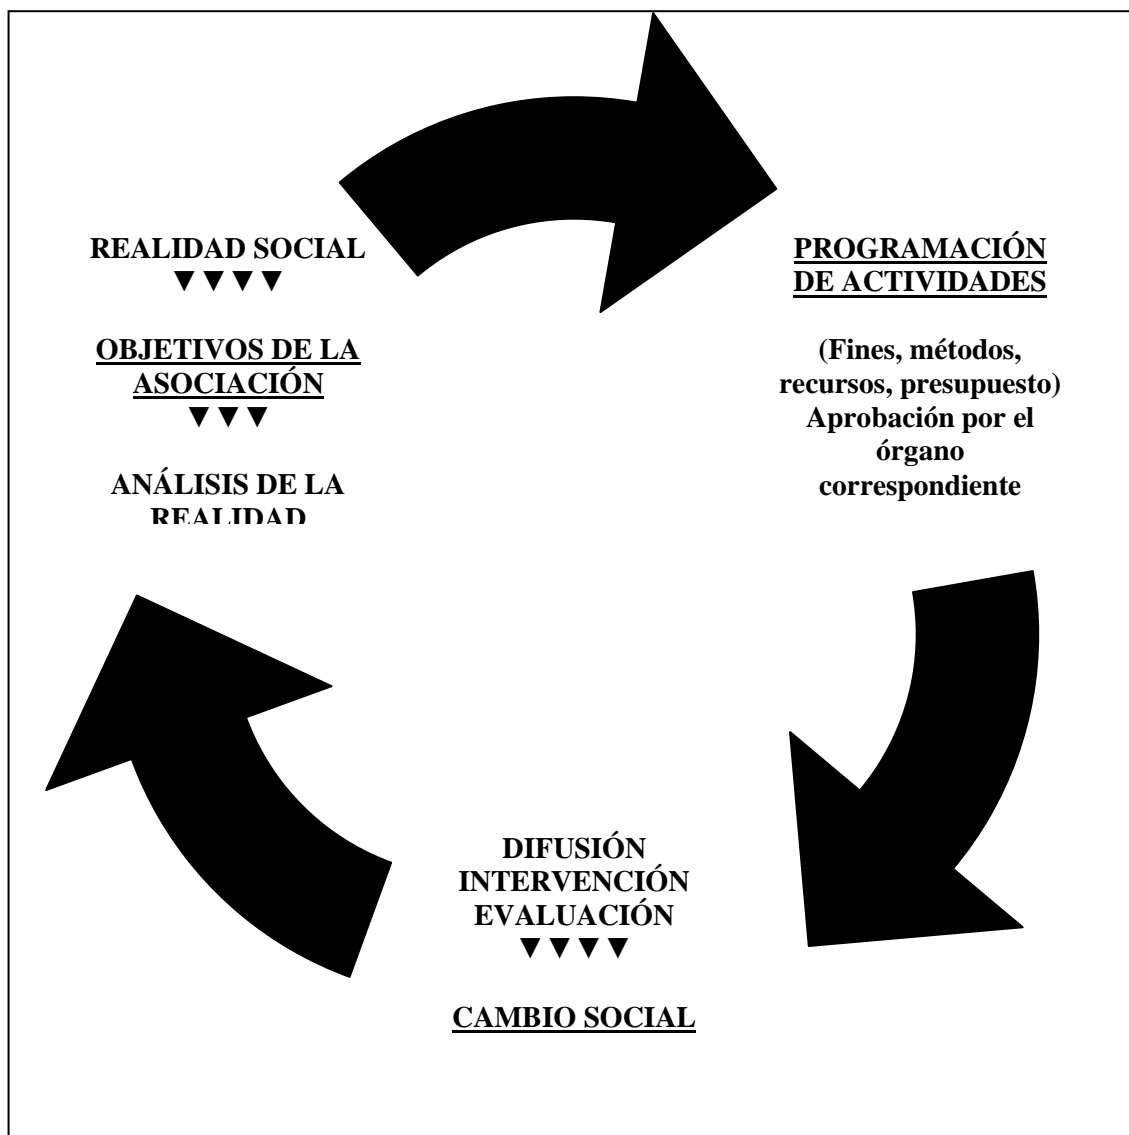 REALIDAD SOCIAL
▼▼▼▼
OBJETIVOS DE LA
ASOCIACIÓN
▼▼▼
ANÁLISIS DE LA
REALIDAD
PROGRAMACIÓN
DE ACTIVIDADES
(Fines, métodos,
recursos, presupuesto)
Aprobación por el
órgano
correspondiente
DIFUSIÓN
INTERVENCIÓN
EVALUACIÓN
▼▼▼▼
CAMBIO SOCIAL